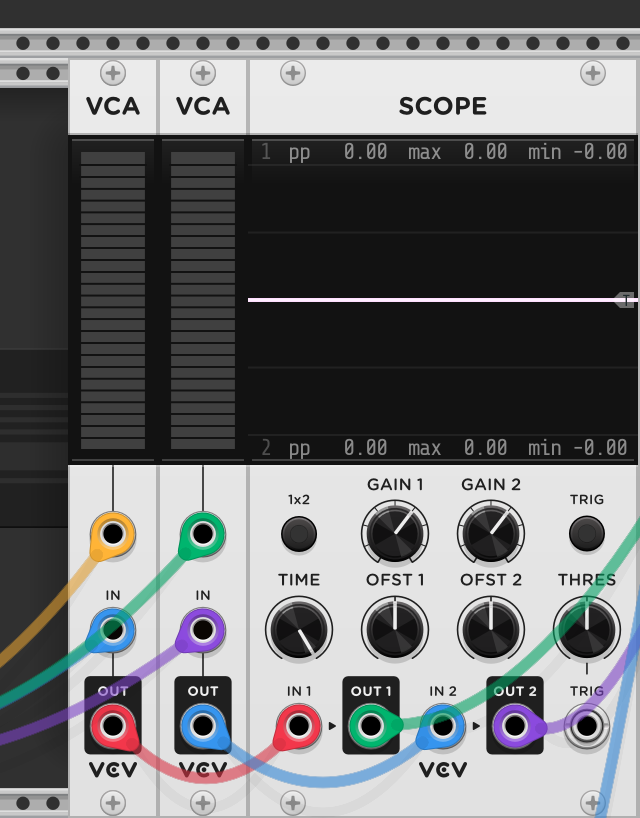 VCA VCA SCOPE
1 pp 0.00 max 0.00 min -0.00
T
2 pp 0.00 max 0.00 min -0.00
GAIN 1 GAIN 2
1x2 TRIG
TIME OFST 1 OFST 2 THRES
IN IN
OUT OUT IN 1 OUT 1 IN 2 OUT 2 TRIG
VCV VCV VCV